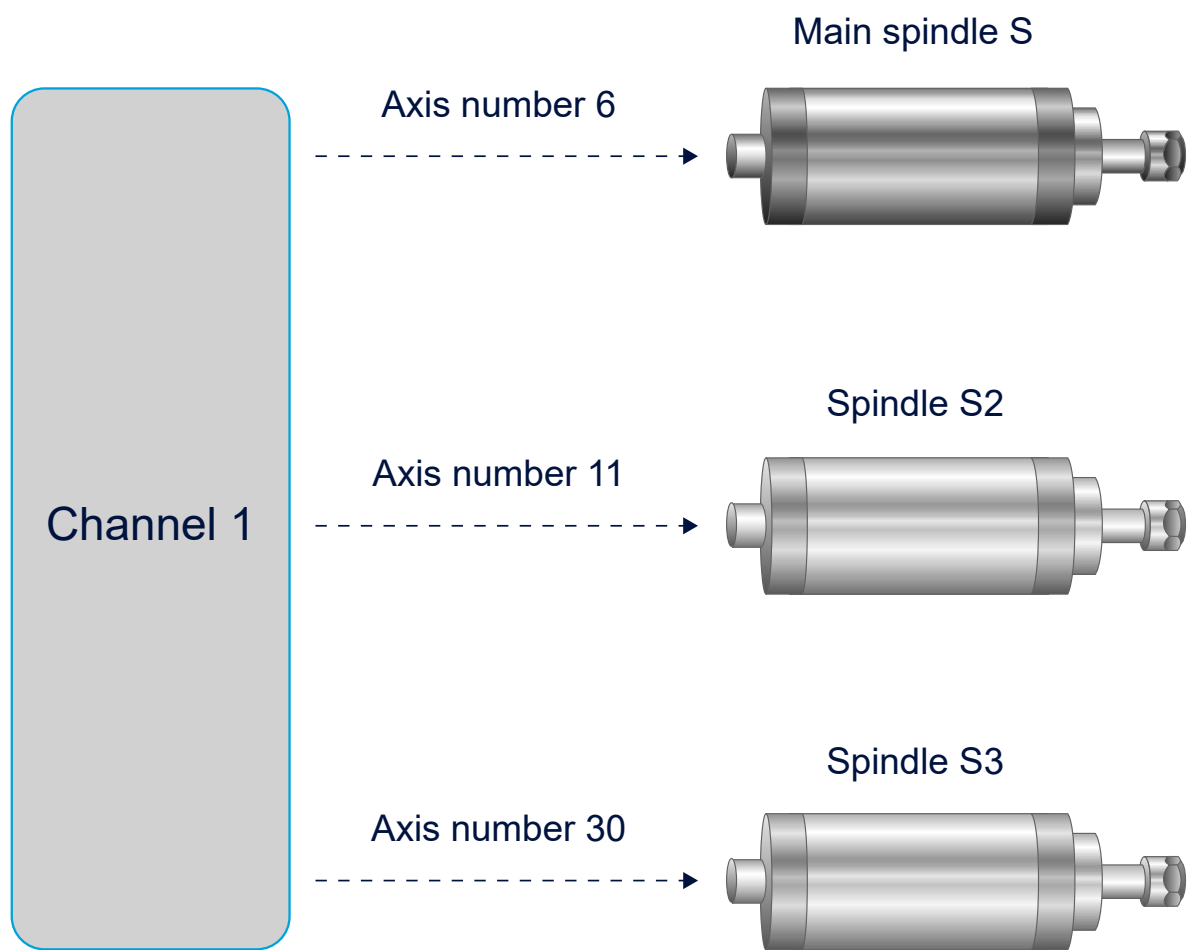 Main spindle S
Axis number 6
Spindle S2
Axis number 11
Channel 1
Spindle S3
Axis number 30